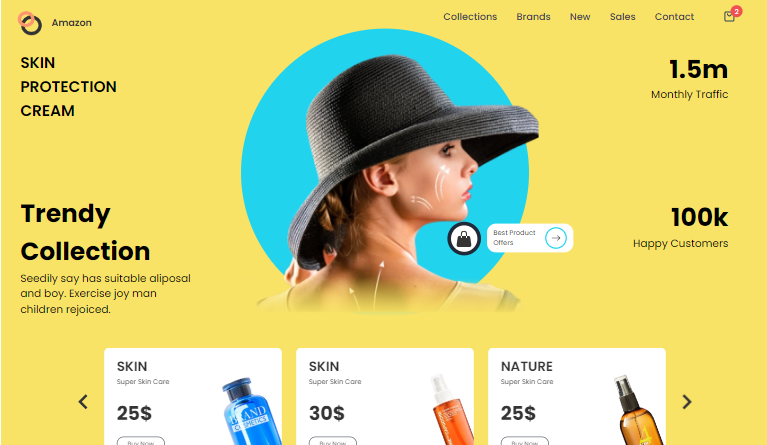 Amazon
Collections Brands New Sales Contact
2
SKIN
PROTECTION
CREAM
1.5m
Monthly Traffic
Trendy
Collection
Seedily say has suitable aliposal
and boy. Exercise joy man
children rejoiced.
Best Product
Offers
100k
Happy Customers
SKIN
Super Skin Care
25$
Buy Now
SKIN
Super Skin Care
30$
Buy Now
NATURE
Super Skin Care
25$
Buy Now